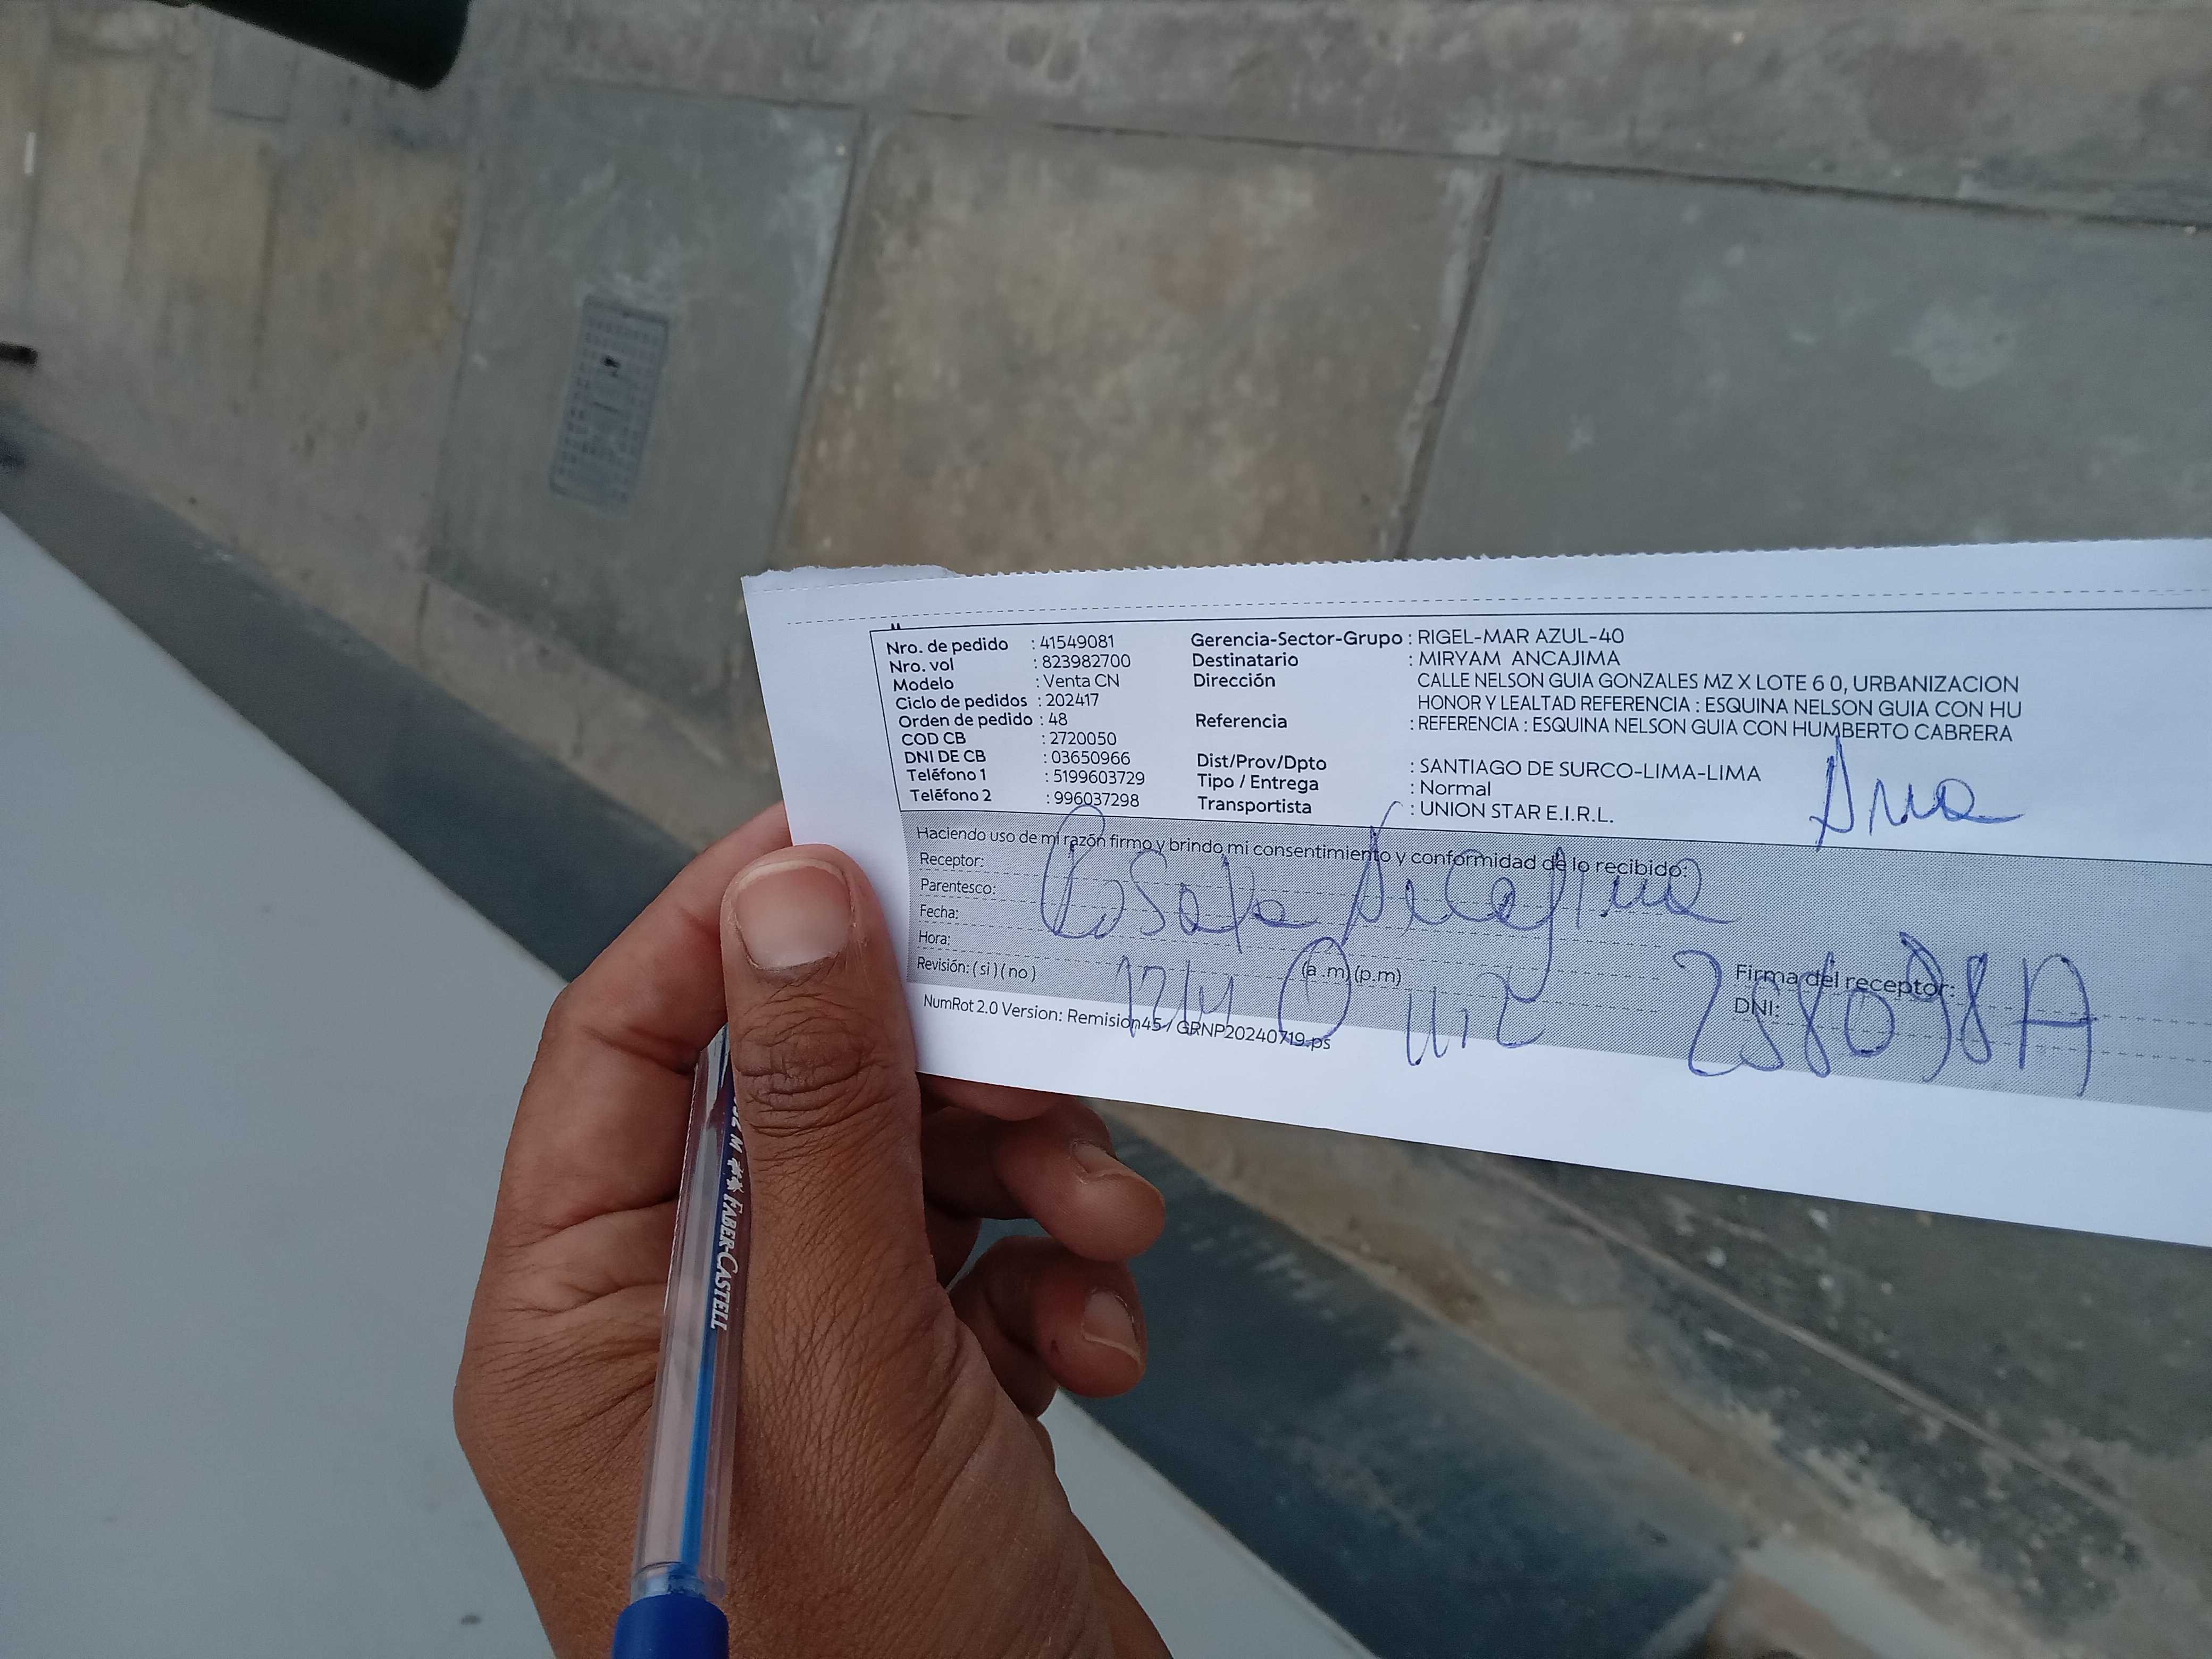 Nro. de pedido : 41549081 Gerencia-Sector-Grupo : RIGEL-MAR AZUL-40
Nro. vol : 823982700 Destinatario : MIRYAM ANCAJIMA
Modelo : Venta CN Dirección CALLE NELSON GUIA GONZALES MZ X LOTE 6 0, URBANIZACION
Ciclo de pedidos : 202417 HONOR Y LEALTAD REFERENCIA : ESQUINA NELSON GUIA CON HU
Orden de pedido : 48 Referencia : REFERENCIA : ESQUINA NELSON GUIA CON HUMBERTO CABRERA
COD CB : 2720050
DNI DE CB : 03650966 Dist/Prov/Dpto : SANTIAGO DE SURCO-LIMA-LIMA
Teléfono 1 : 5199603729 Tipo / Entrega : Normal
Teléfono 2 : 996037298 Transportista : UNION STAR E.I.R.L.
Haciendo uso de mi razón firmo y brindo mi consentimiento y conformidad de lo recibido:
Receptor:
Parentesco:
Fecha:
Hora: (a .m) (p.m) Firma del receptor:
Revisión: ( si ) ( no ) DNI:
NumRot 2.0 Version: Remision45 / GRNP20240719.ps
FABER-CASTELL